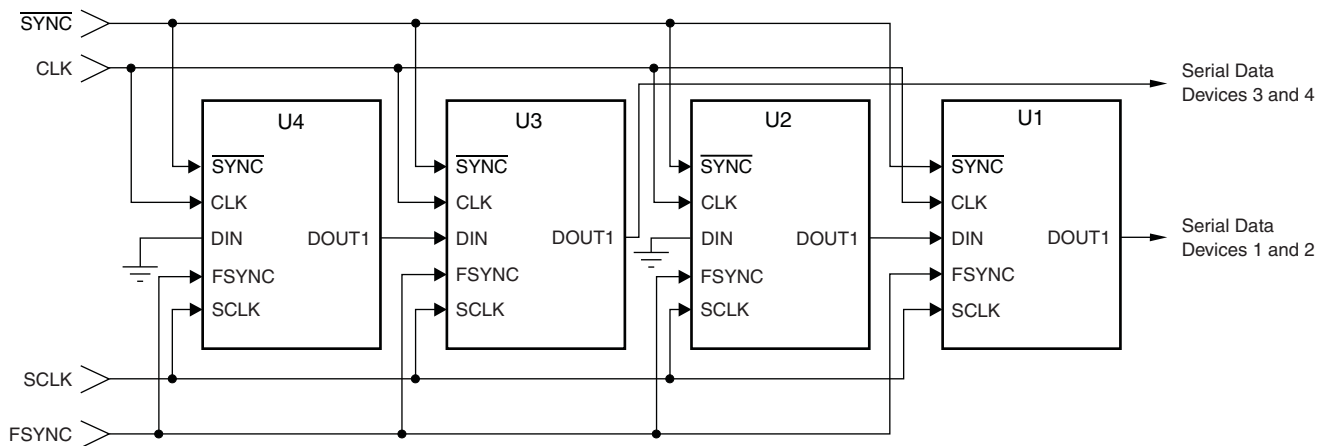 SYNC
CLK
Serial Data
Devices 3 and 4
U4
U3
U2
U1
SYNC
SYNC
SYNC
SYNC
CLK
CLK
CLK
CLK
DIN
DOUT1
DIN
DOUT1
DIN
DOUT1
DIN
DOUT1
Serial Data
Devices 1 and 2
FSYNC
FSYNC
FSYNC
FSYNC
SCLK
SCLK
SCLK
SCLK
SCLK
FSYNC